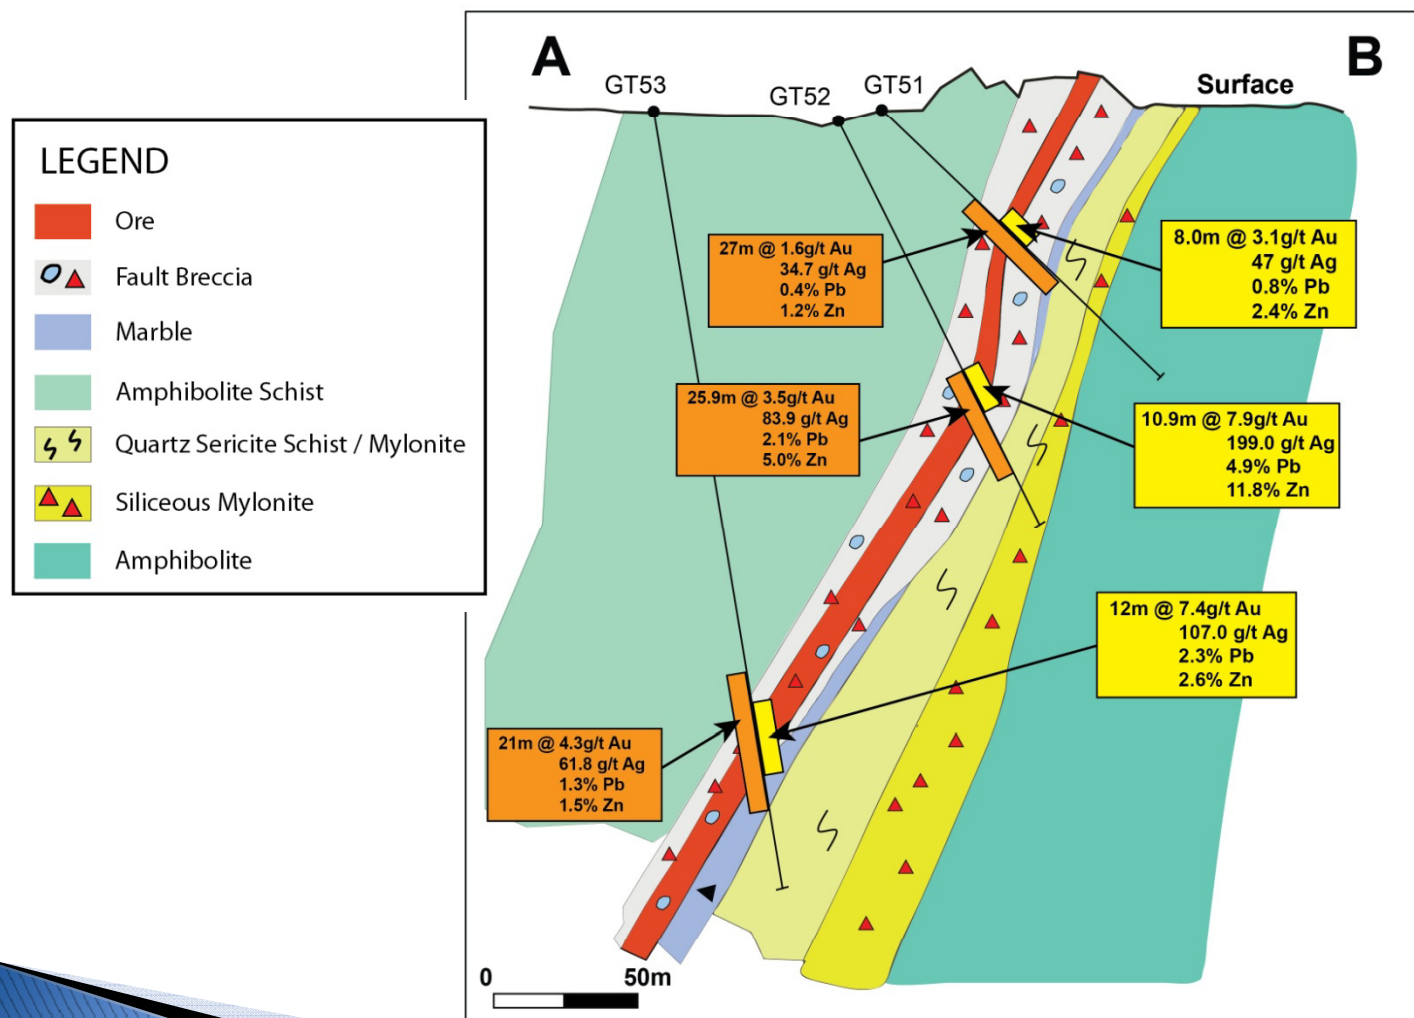 A
B
GT53
GT52
GT51
Surface
LEGEND
Ore
Fault Breccia
Marble
Amphibolite Schist
Quartz Sericite Schist / Mylonite
Siliceous Mylonite
Amphibolite
27m @ 1.6g/t Au
34.7 g/t Ag
0.4% Pb
1.2% Zn
8.0m @ 3.1g/t Au
47 g/t Ag
0.8% Pb
2.4% Zn
25.9m @ 3.5g/t Au
83.9 g/t Ag
2.1% Pb
5.0% Zn
10.9m @ 7.9g/t Au
199.0 g/t Ag
4.9% Pb
11.8% Zn
12m @ 7.4g/t Au
107.0 g/t Ag
2.3% Pb
2.6% Zn
21m @ 4.3g/t Au
61.8 g/t Ag
1.3% Pb
1.5% Zn
0 50m